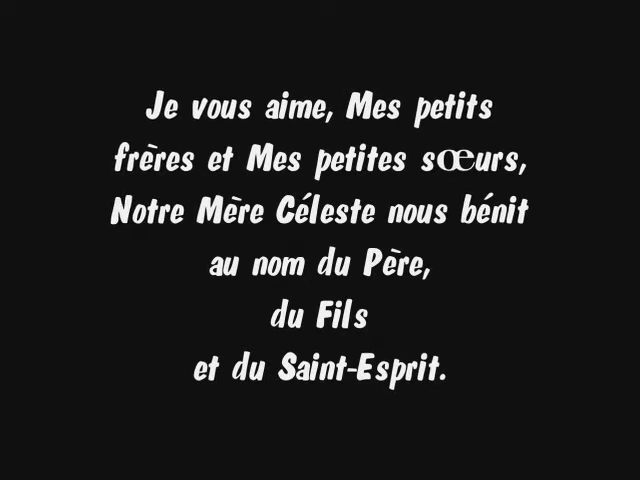 Je vous aime, Mes petits
frères et Mes petites sœurs,
Notre Mère Céleste nous bénit
au nom du Père,
du Fils
et du Saint-Esprit.